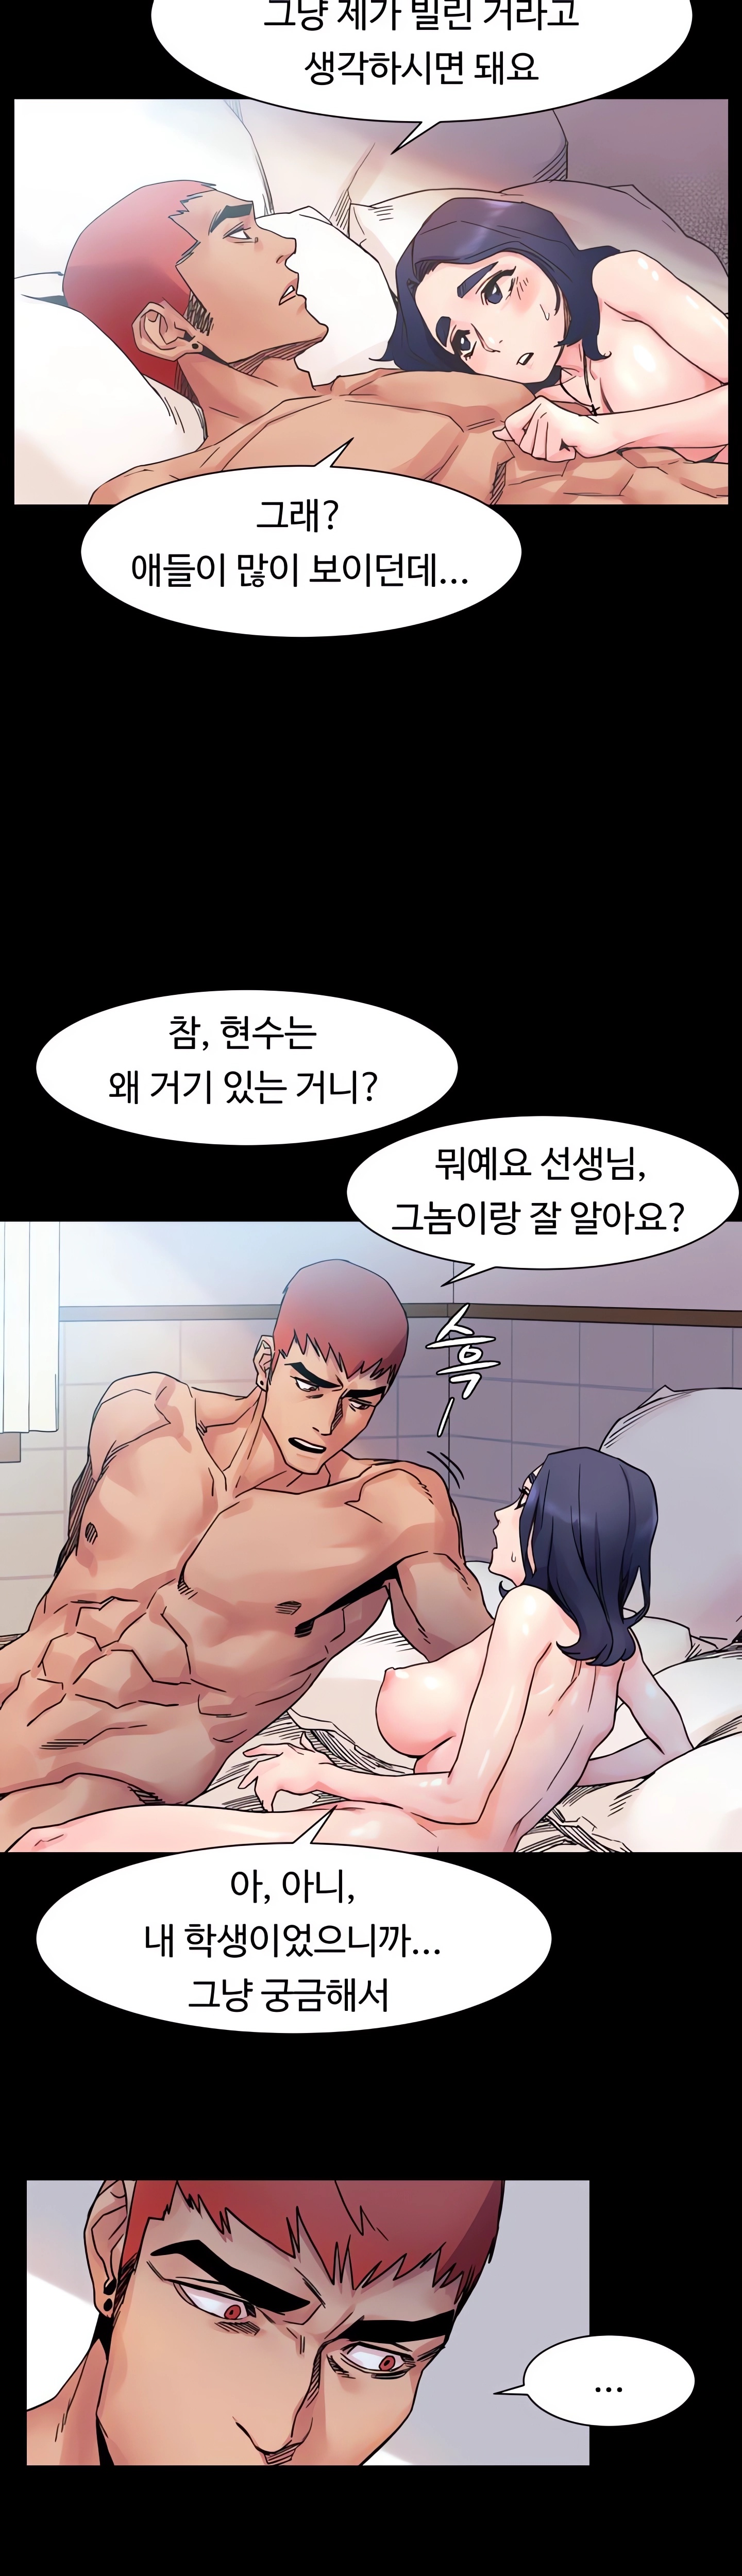 그냥 제가 빌린 거라고
생각하시면 돼요
그래?
애들이 많이 보이던데...
참, 현수는
왜 거기 있는 거니?
뭐예요 선생님,
그놈이랑 잘 알아요?
슈흑
아, 아니,
내 학생이었으니까...
그냥 궁금해서
...